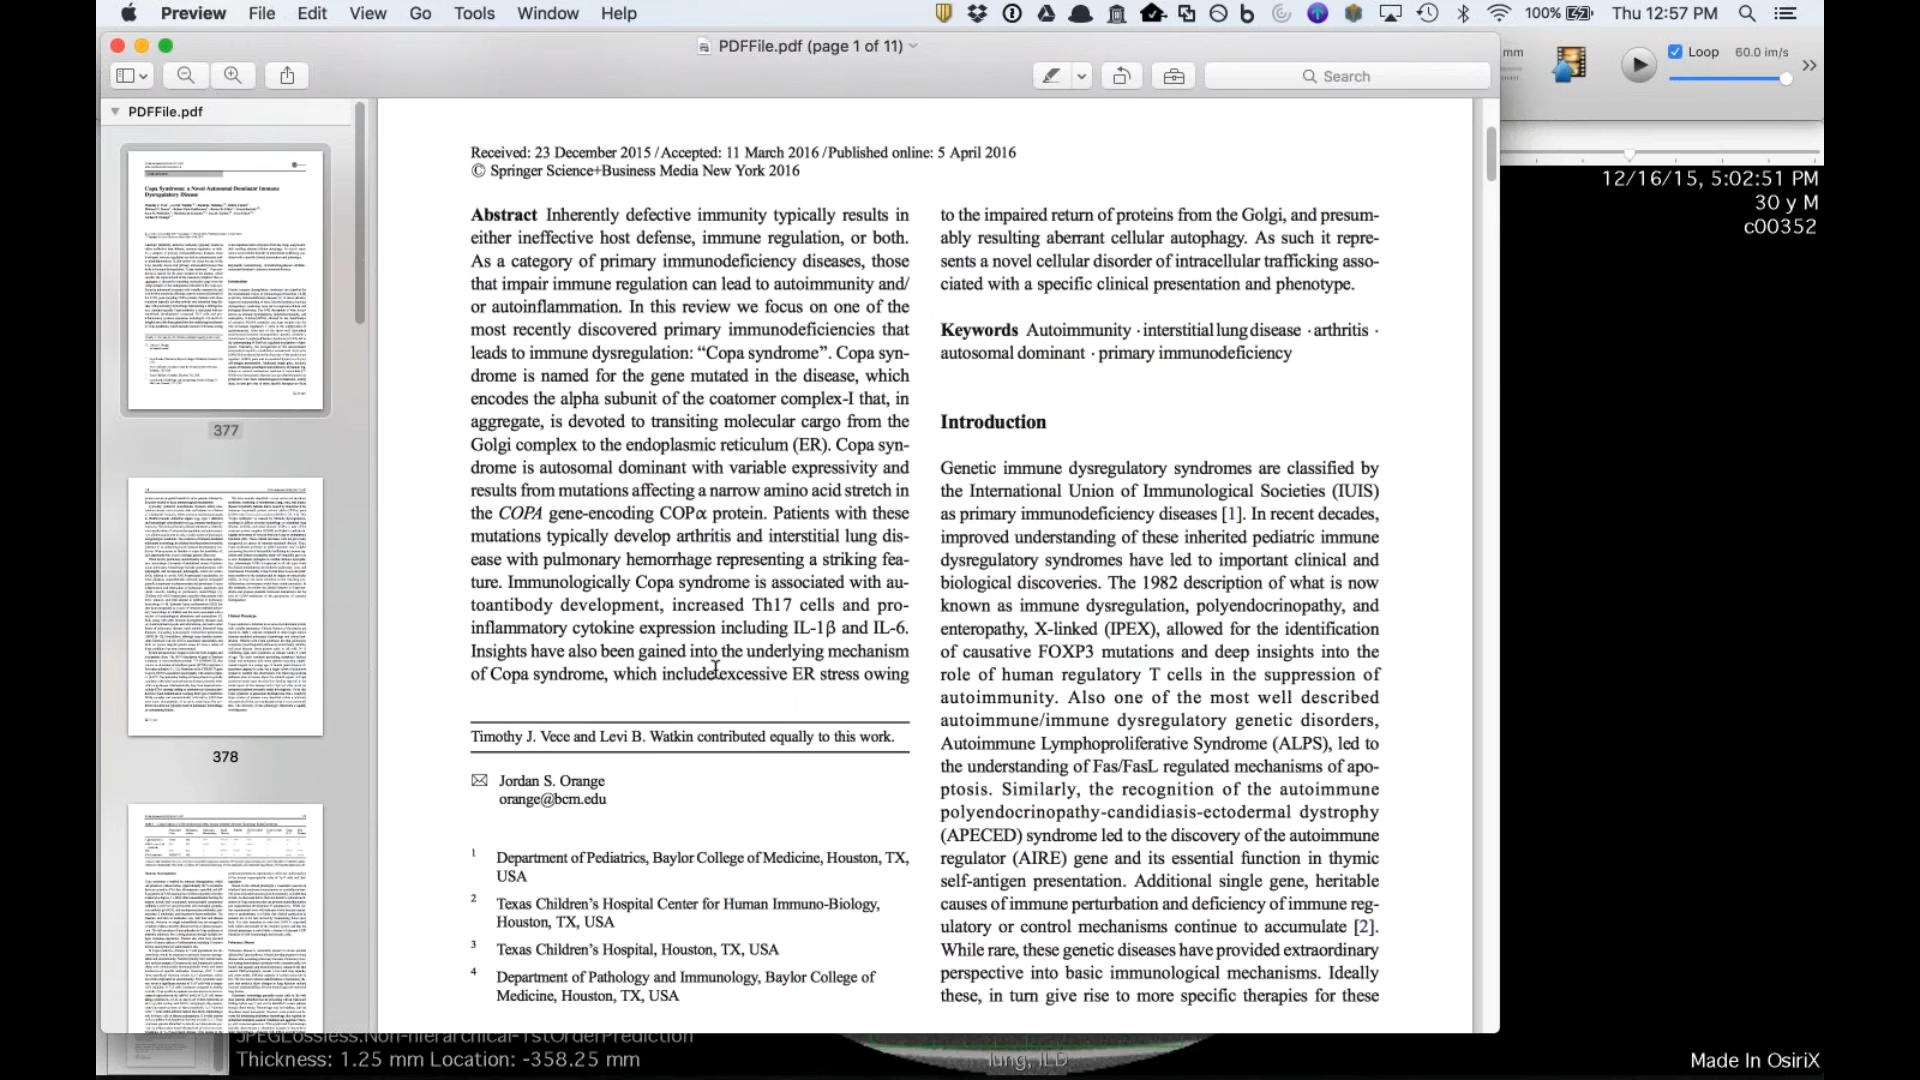 Preview File Edit View Go Tools Window Help
100% Thu 12:57 PM
PDFFile.pdf (page 1 of 11)
Search
mm
Loop 60.0 im/s
PDFFile.pdf
Copa Syndrome: a Novel Autosomal Dominant Immune
Dysregulatory Disease
377
378
Received: 23 December 2015 / Accepted: 11 March 2016 / Published online: 5 April 2016
© Springer Science+Business Media New York 2016
Abstract Inherently defective immunity typically results in
either ineffective host defense, immune regulation, or both.
As a category of primary immunodeficiency diseases, those
that impair immune regulation can lead to autoimmunity and/
or autoinflammation. In this review we focus on one of the
most recently discovered primary immunodeficiencies that
leads to immune dysregulation: “Copa syndrome”. Copa syn-
drome is named for the gene mutated in the disease, which
encodes the alpha subunit of the coatomer complex-I that, in
aggregate, is devoted to transiting molecular cargo from the
Golgi complex to the endoplasmic reticulum (ER). Copa syn-
drome is autosomal dominant with variable expressivity and
results from mutations affecting a narrow amino acid stretch in
the COPA gene-encoding COPα protein. Patients with these
mutations typically develop arthritis and interstitial lung dis-
ease with pulmonary hemorrhage representing a striking fea-
ture. Immunologically Copa syndrome is associated with au-
toantibody development, increased Th17 cells and pro-
inflammatory cytokine expression including IL-1β and IL-6.
Insights have also been gained into the underlying mechanism
of Copa syndrome, which include excessive ER stress owing
Timothy J. Vece and Levi B. Watkin contributed equally to this work.
Jordan S. Orange
orange@bcm.edu
1 Department of Pediatrics, Baylor College of Medicine, Houston, TX,
USA
2 Texas Children’s Hospital Center for Human Immuno-Biology,
Houston, TX, USA
3 Texas Children’s Hospital, Houston, TX, USA
4 Department of Pathology and Immunology, Baylor College of
Medicine, Houston, TX, USA
to the impaired return of proteins from the Golgi, and presum-
ably resulting aberrant cellular autophagy. As such it repre-
sents a novel cellular disorder of intracellular trafficking asso-
ciated with a specific clinical presentation and phenotype.
Keywords Autoimmunity · interstitial lung disease · arthritis ·
autosomal dominant · primary immunodeficiency
Introduction
Genetic immune dysregulatory syndromes are classified by
the International Union of Immunological Societies (IUIS)
as primary immunodeficiency diseases [1]. In recent decades,
improved understanding of these inherited pediatric immune
dysregulatory syndromes have led to important clinical and
biological discoveries. The 1982 description of what is now
known as immune dysregulation, polyendocrinopathy, and
enteropathy, X-linked (IPEX), allowed for the identification
of causative FOXP3 mutations and deep insights into the
role of human regulatory T cells in the suppression of
autoimmunity. Also one of the most well described
autoimmune/immune dysregulatory genetic disorders,
Autoimmune Lymphoproliferative Syndrome (ALPS), led to
the understanding of Fas/FasL regulated mechanisms of apo-
ptosis. Similarly, the recognition of the autoimmune
polyendocrinopathy-candidiasis-ectodermal dystrophy
(APECED) syndrome led to the discovery of the autoimmune
regulator (AIRE) gene and its essential function in thymic
self-antigen presentation. Additional single gene, heritable
causes of immune perturbation and deficiency of immune reg-
ulatory or control mechanisms continue to accumulate [2].
While rare, these genetic diseases have provided extraordinary
perspective into basic immunological mechanisms. Ideally
these, in turn give rise to more specific therapies for these
12/16/15, 5:02:51 PM
30 y M
c00352
JPEGLossless:Non-hierarchical-1stOrderPrediction
Thickness: 1.25 mm Location: -358.25 mm
lung, ILD
Made In OsiriX